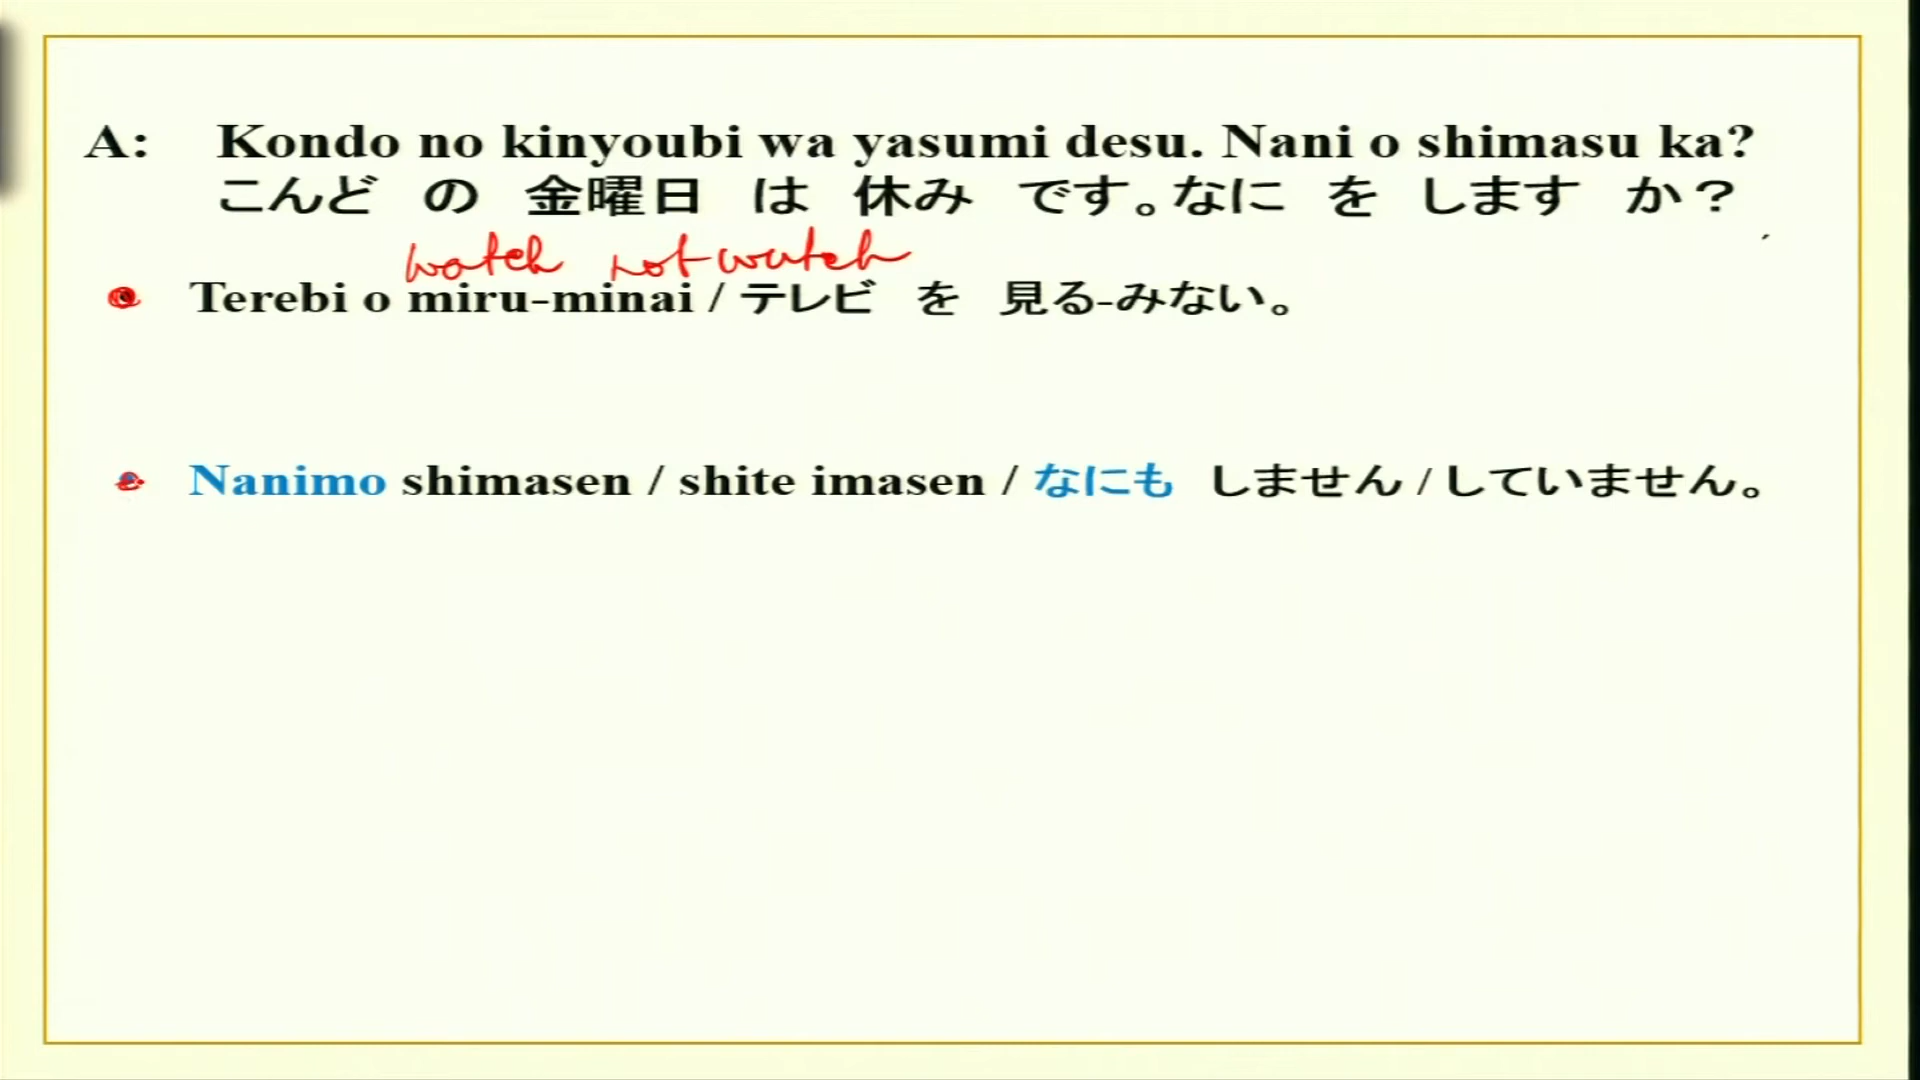 A: Kondo no kinyoubi wa yasumi desu. Nani o shimasu ka?
こんど の 金曜日 は 休み です。なに を します か？
watch not watch
Terebi o miru-minai / テレビ を 見る-みない。
Nanimo shimasen / shite imasen / なにも しません / していません。